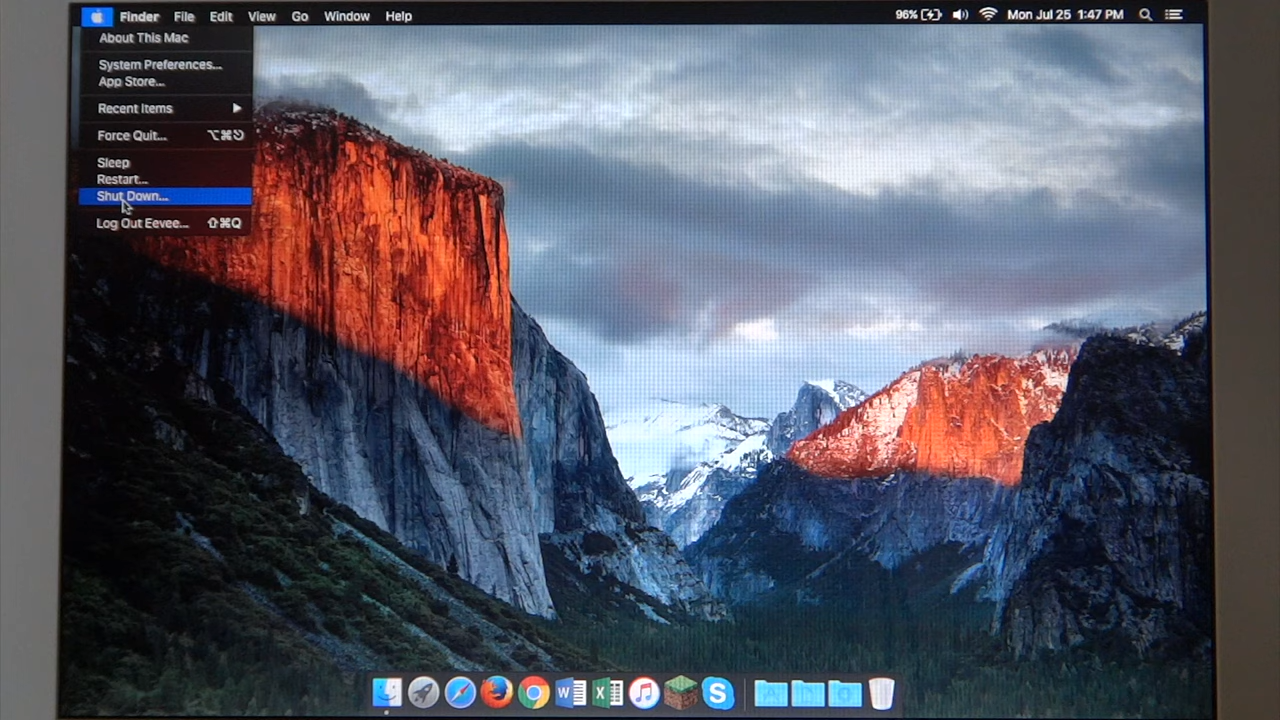 Finder File Edit View Go Window Help 96% Mon Jul 25 1:47 PM
About This Mac
System Preferences...
App Store...
Recent Items ▶
Force Quit... ⌥⌘⎋
Sleep
Restart...
Shut Down...
Log Out Eevee... ⇧⌘Q
W X S
A D